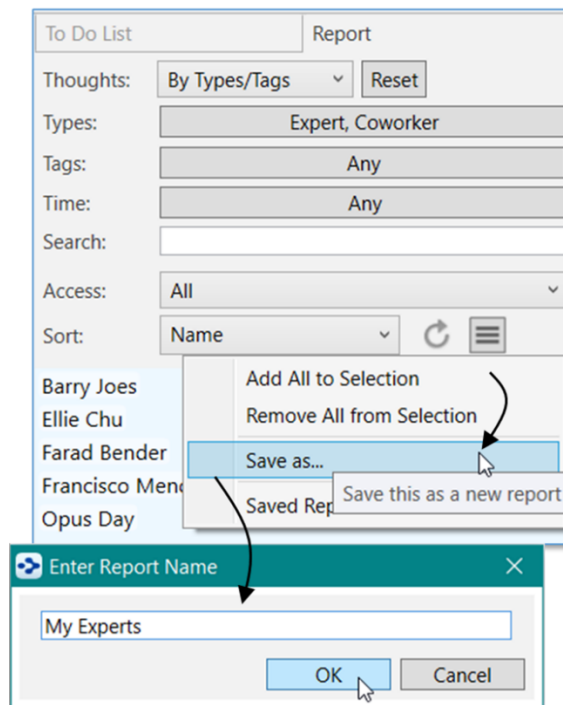 To Do List Report
Thoughts: By Types/Tags Reset
Types: Expert, Coworker
Tags: Any
Time: Any
Search:
Access: All
Sort: Name
Add All to Selection
Remove All from Selection
Save as...
Save this as a new report
Saved
Barry Joes
Ellie Chu
Farad Bender
Francisco
Opus Day
Enter Report Name
My Experts
OK Cancel